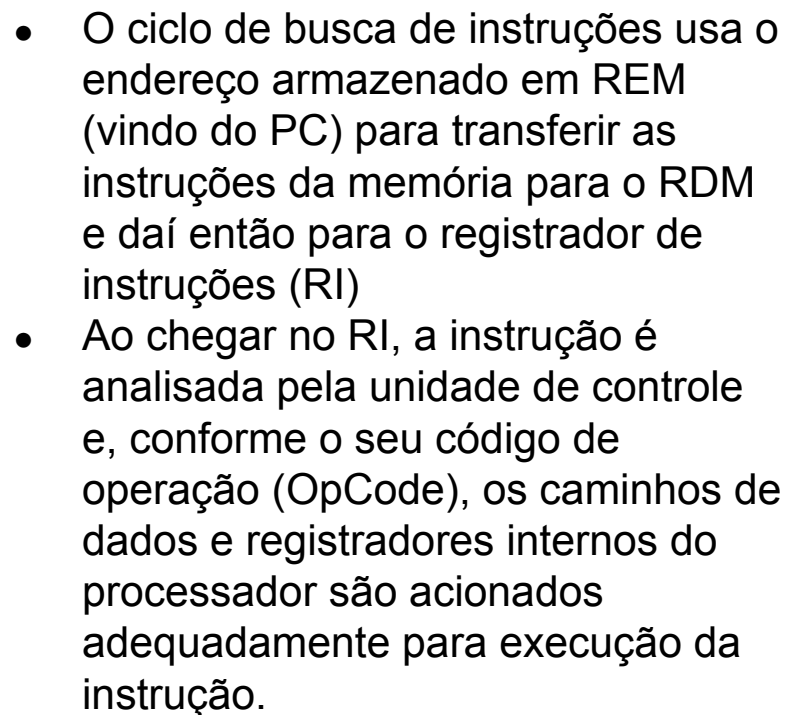 ● O ciclo de busca de instruções usa o
endereço armazenado em REM
(vindo do PC) para transferir as
instruções da memória para o RDM
e daí então para o registrador de
instruções (RI)
● Ao chegar no RI, a instrução é
analisada pela unidade de controle
e, conforme o seu código de
operação (OpCode), os caminhos de
dados e registradores internos do
processador são acionados
adequadamente para execução da
instrução.